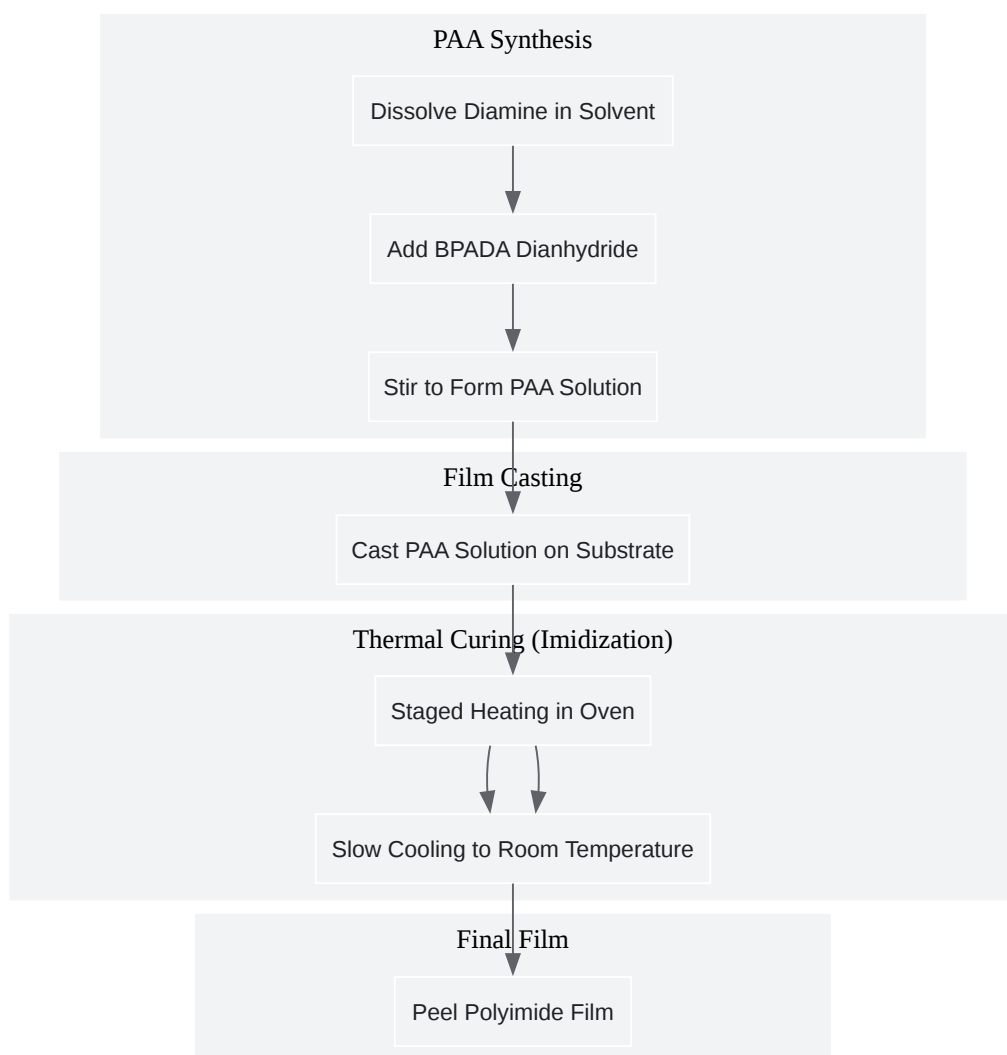 PAA Synthesis
Dissolve Diamine in Solvent
Add BPADA Dianhydride
Stir to Form PAA Solution
Film Casting
Cast PAA Solution on Substrate
Thermal Curing (Imidization)
Staged Heating in Oven
Slow Cooling to Room Temperature
Final Film
Peel Polyimide Film